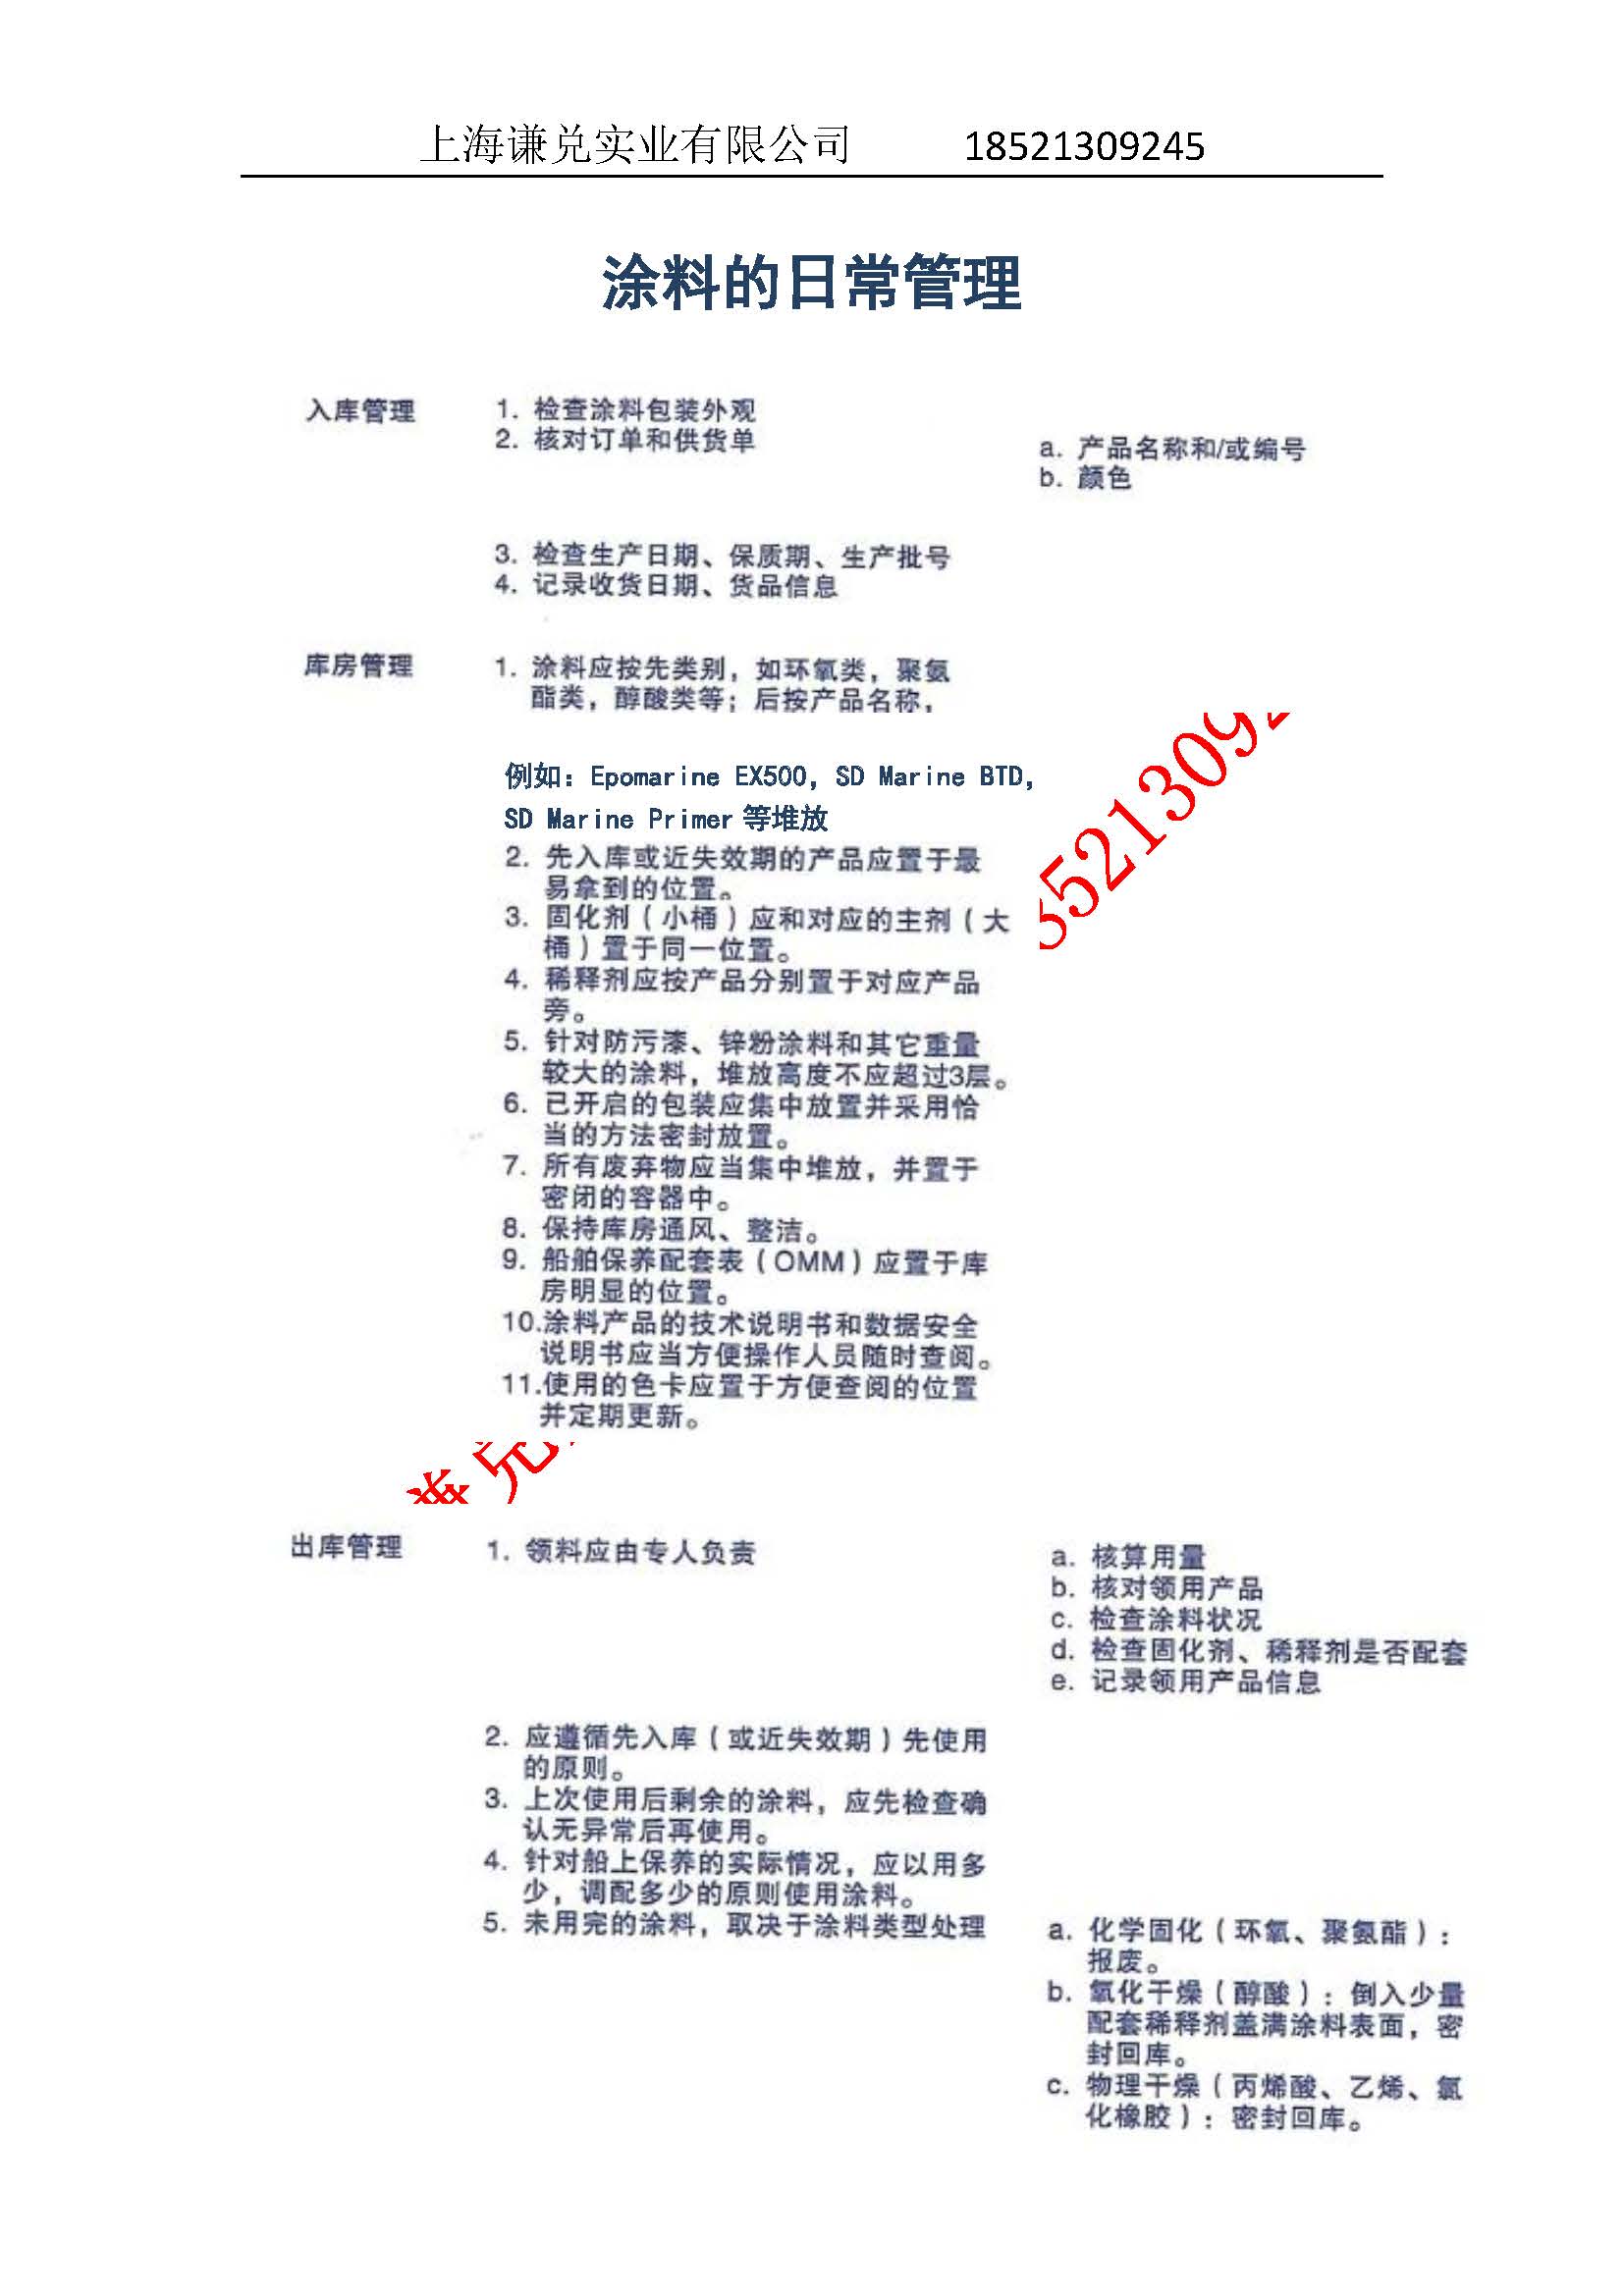 上海谦兑实业有限公司 18521309245
涂料的日常管理
入库管理
1. 检查涂料包装外观
2. 核对订单和供货单
a. 产品名称和/或编号
b. 颜色
3. 检查生产日期、保质期、生产批号
4. 记录收货日期、货品信息
库房管理
1. 涂料应按先类别，如环氧类，聚氨
酯类，醇酸类等；后按产品名称，
例如：Epomarine EX500, SD Marine BTD,
SD Marine Primer 等堆放
2. 先入库或近失效期的产品应置于最
易拿到的位置。
3. 固化剂（小桶）应和对应的主剂（大
桶）置于同一位置。
4. 稀释剂应按产品分别置于对应产品
旁。
5. 针对防污漆、锌粉涂料和其它重量
较大的涂料，堆放高度不应超过3层。
6. 已开启的包装应集中放置并采用恰
当的方法密封放置。
7. 所有废弃物应当集中堆放，并置于
密闭的容器中。
8. 保持库房通风、整洁。
9. 船舶保养配套表（OMM）应置于库
房明显的位置。
10.涂料产品的技术说明书和数据安全
说明书应当方便操作人员随时查阅。
11.使用的色卡应置于方便查阅的位置
并定期更新。
5521309
兑
出库管理
1. 领料应由专人负责
a. 核算用量
b. 核对领用产品
c. 检查涂料状况
d. 检查固化剂、稀释剂是否配套
e. 记录领用产品信息
2. 应遵循先入库（或近失效期）先使用
的原则。
3. 上次使用后剩余的涂料，应先检查确
认无异常后再使用。
4. 针对船上保养的实际情况，应以用多
少，调配多少的原则使用涂料。
5. 未用完的涂料，取决于涂料类型处理
a. 化学固化（环氧、聚氨酯）：
报废。
b. 氧化干燥（醇酸）：倒入少量
配套稀释剂盖满涂料表面，密
封回库。
c. 物理干燥（丙烯酸、乙烯、氯
化橡胶）：密封回库。